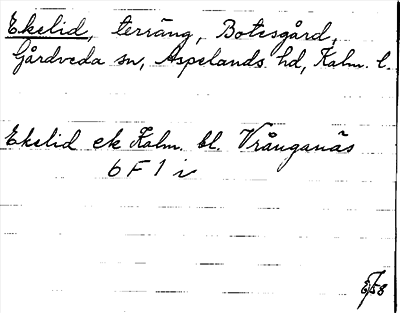 Ekelid, terräng, Botesgård,
Gårdveda sn, Aspelands hd, Kalm. l.
Ekelid ek Kalm. bl. Vrånganäs
6 F 1 i